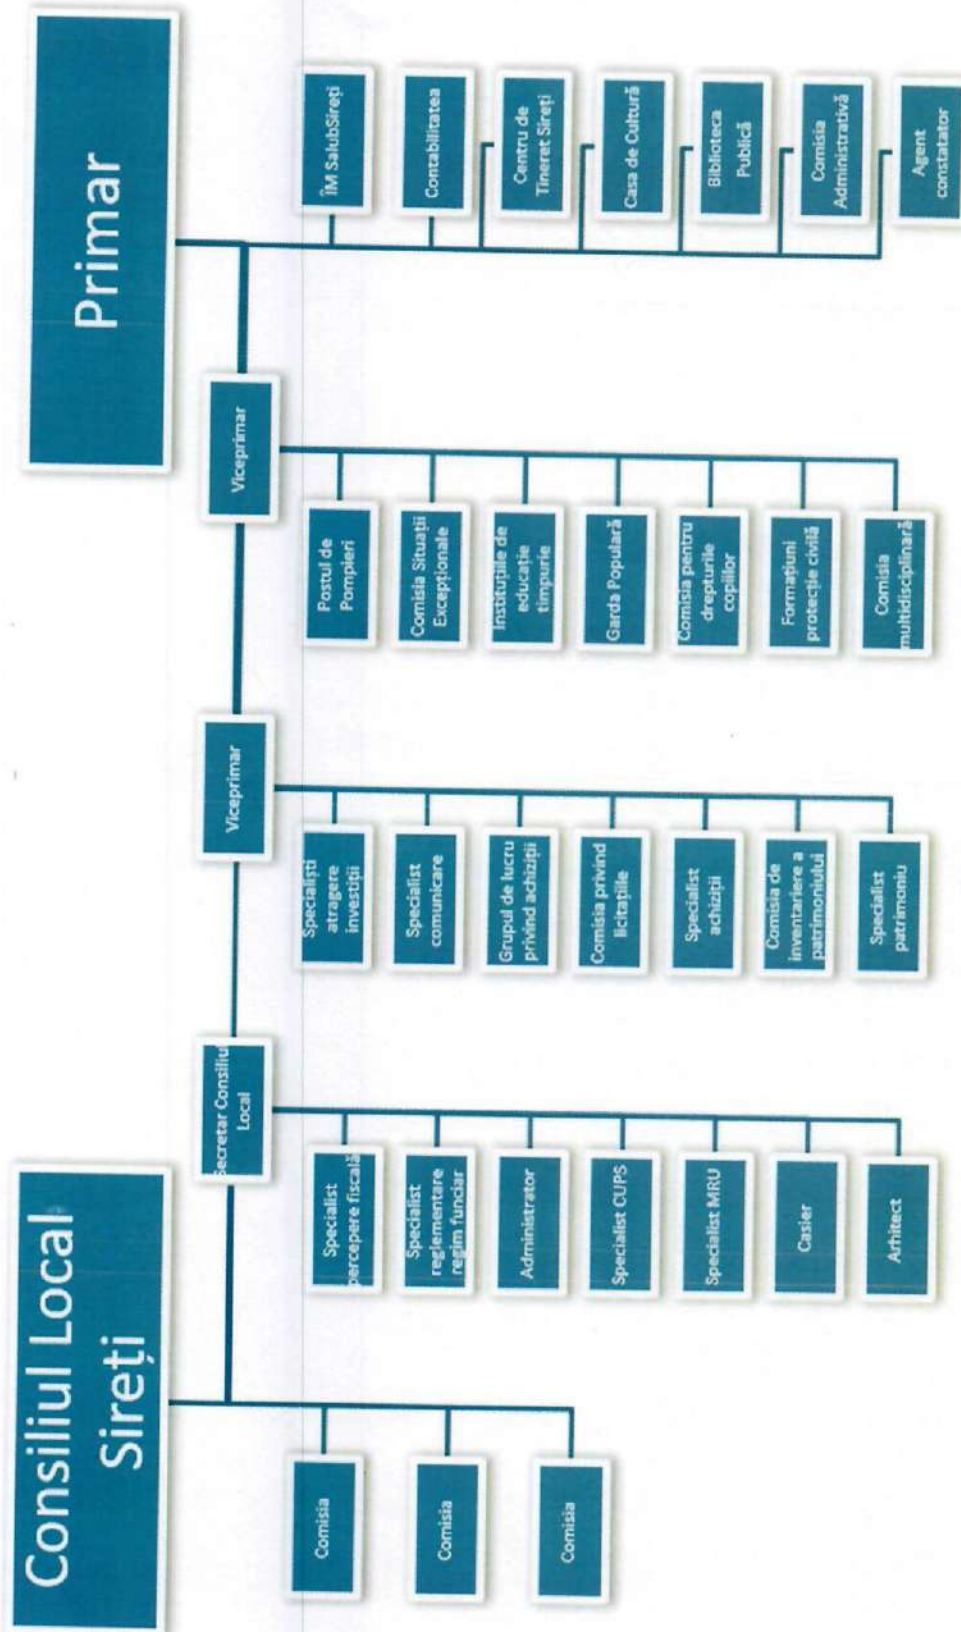 Consiliul Local
Sireți
Primar
Secretar Consiliu
Local
Viceprimar
Viceprimar
Comisia
Comisia
Comisia
Specialist
percepere fiscală
Specialist
reglementare
regim funciar
Administrator
Specialist CUPS
Specialist MRU
Casier
Arhitect
Specialiști
atragere
investiții
Specialist
comunicare
Grupul de lucru
privind achiziții
Comisia privind
licitațiile
Specialist
achiziții
Comisia de
inventariere a
patrimoniului
Specialist
patrimoniu
Postul de
Pompieri
Comisia Situații
Excepționale
Instituțiile de
educație
timpurie
Garda Populară
Comisia pentru
drepturile
copiilor
Formațiuni
protecție civilă
Comisia
multidisciplinară
ÎM SalubSireți
Contabilitatea
Centru de
Tineret Sireți
Casa de Cultură
Biblioteca
Publică
Comisia
Administrativă
Agent
constatator